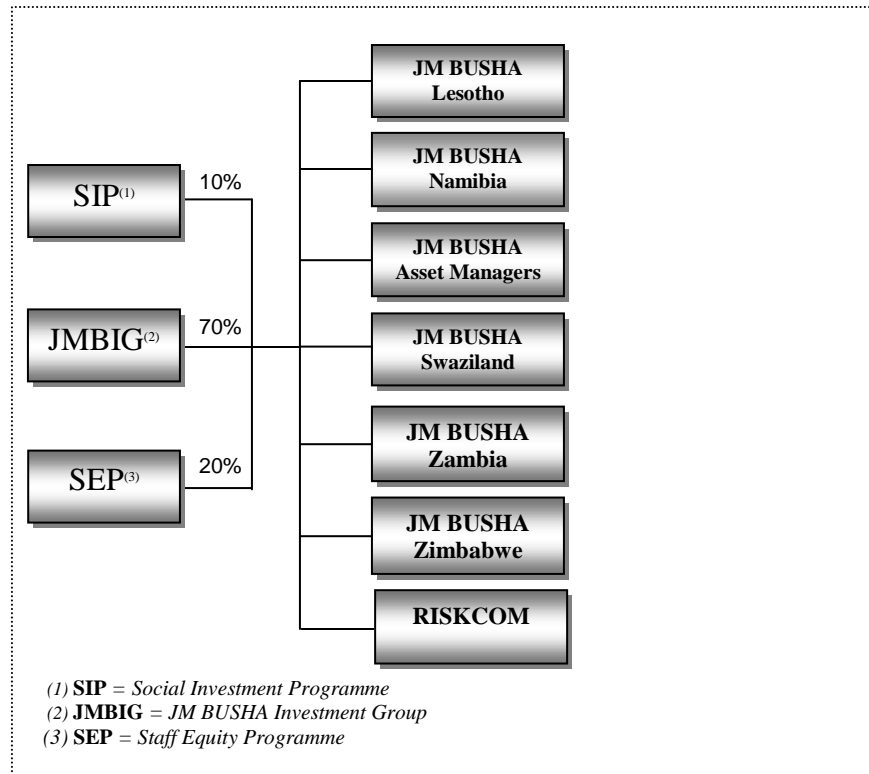 JM BUSHA
Lesotho
JM BUSHA
Namibia
SIP(1)
10%
JM BUSHA
Asset Managers
JMBIG(2)
70%
JM BUSHA
Swaziland
SEP(3)
20%
JM BUSHA
Zambia
JM BUSHA
Zimbabwe
RISKCOM
(1) SIP = Social Investment Programme
(2) JMBIG = JM BUSHA Investment Group
(3) SEP = Staff Equity Programme